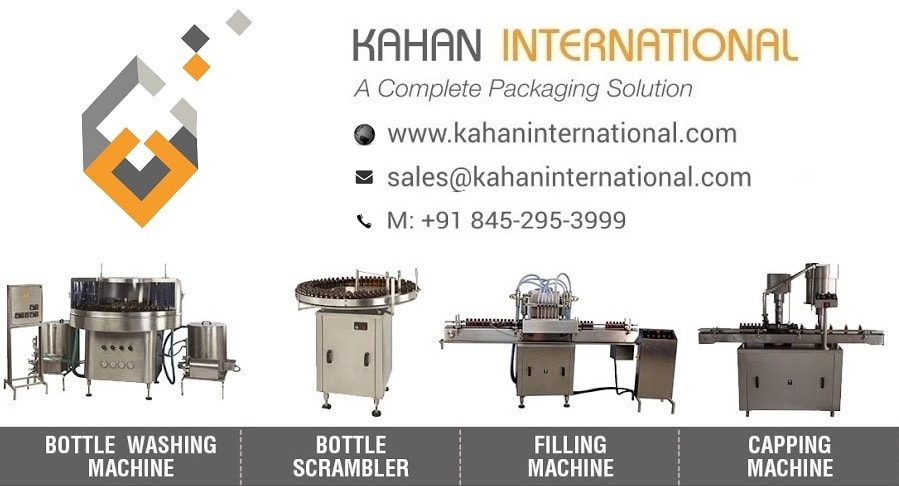 KAHAN INTERNATIONAL
A Complete Packaging Solution
www.kahaninternational.com
sales@kahaninternational.com
M: +91 845-295-3999
BOTTLE WASHING
MACHINE
BOTTLE
SCRAMBLER
FILLING
MACHINE
CAPPING
MACHINE